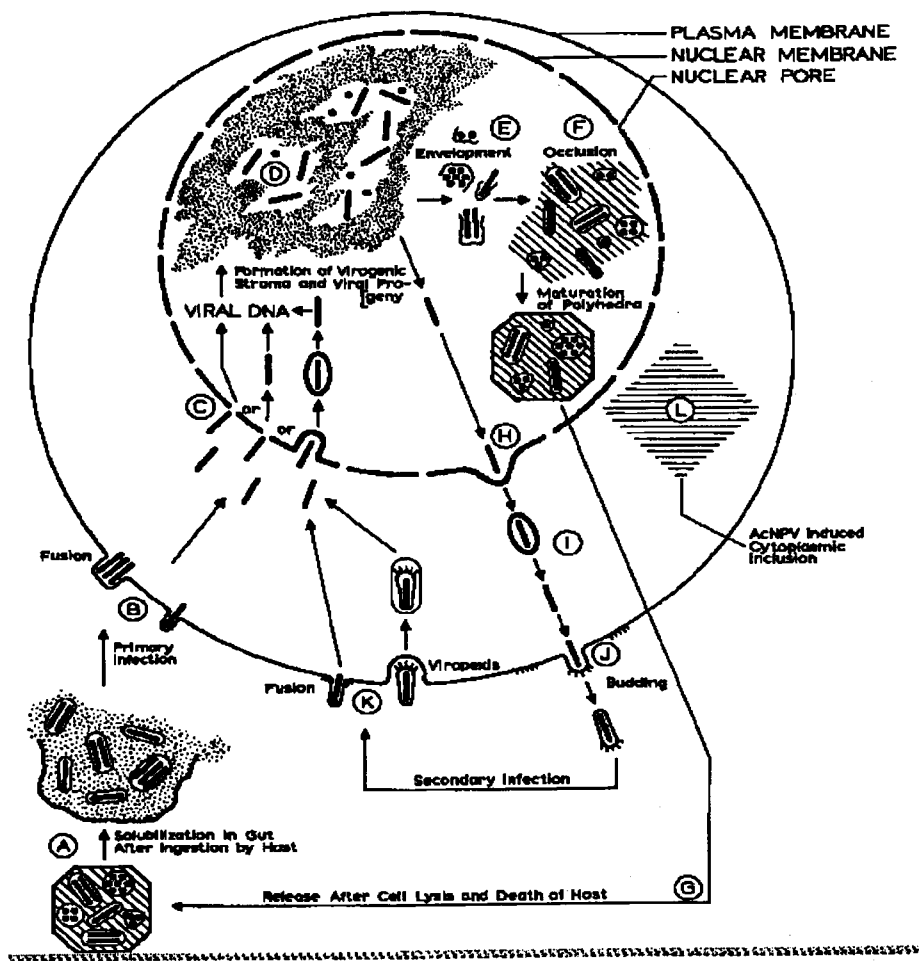 PLASMA MEMBRANE
NUCLEAR MEMBRANE
NUCLEAR PORE
E
F
Envelopment
Occlusion
D
Formation of Virogenic
Stroma and Viral Pro-
geny
VIRAL DNA
Maturation
of Polyhedra
C
or
or
H
L
I
AcNPV Induced
Cytoplasmic
Inclusion
Fusion
B
Primary
Infection
J
Viropexis
Budding
Fusion
K
Secondary Infection
A
Solubilization in Gut
After Ingestion by Host
G
Release After Cell Lysis and Death of Host